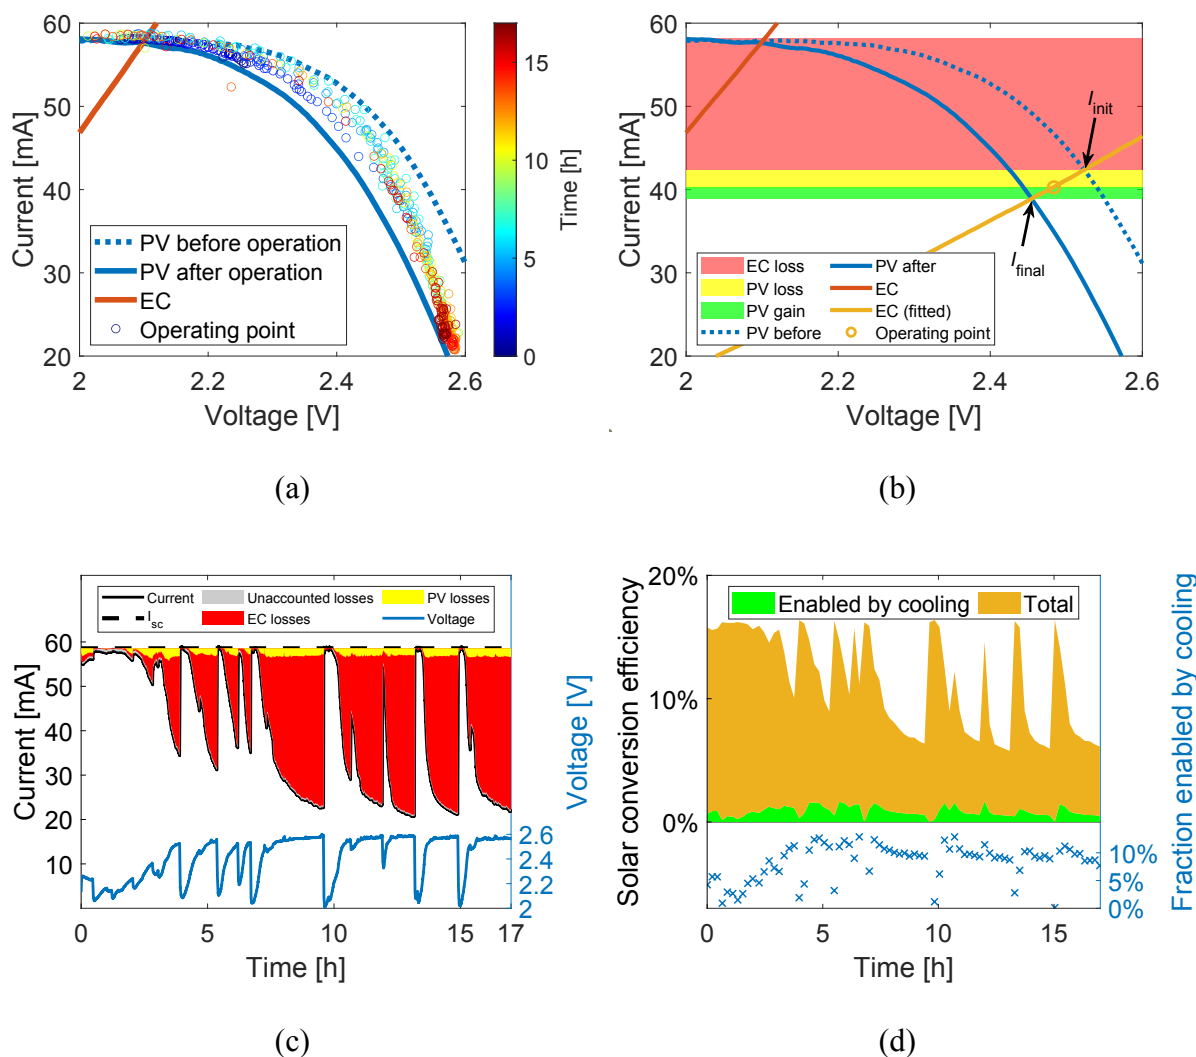 60
50
40
30
20
Current [mA]
PV before operation
PV after operation
EC
Operating point
2
2.2
2.4
2.6
Voltage [V]
15
10
5
0
Time [h]
(a)
60
50
40
30
20
Current [mA]
I init
I final
EC loss
PV loss
PV gain
PV before
PV after
EC
EC (fitted)
Operating point
2
2.2
2.4
2.6
Voltage [V]
(b)
Current
I sc
Unaccounted losses
EC losses
PV losses
Voltage
60
50
40
30
20
10
Current [mA]
2.6
2.4
2.2
2
Voltage [V]
0
5
10
15
17
Time [h]
(c)
Enabled by cooling
Total
20%
10%
0%
Solar conversion efficiency
10%
5%
0%
Fraction enabled by cooling
0
5
10
15
Time [h]
(d)